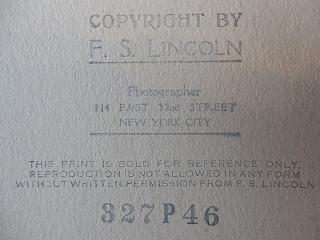 COPYRIGHT BY
F. S. LINCOLN
Photographer
114 EAST 32nd STREET
NEW YORK CITY
THIS PRINT IS SOLD FOR REFERENCE ONLY.
REPRODUCTION IS NOT ALLOWED IN ANY FORM
WITHOUT WRITTEN PERMISSION FROM F. S. LINCOLN
327P46